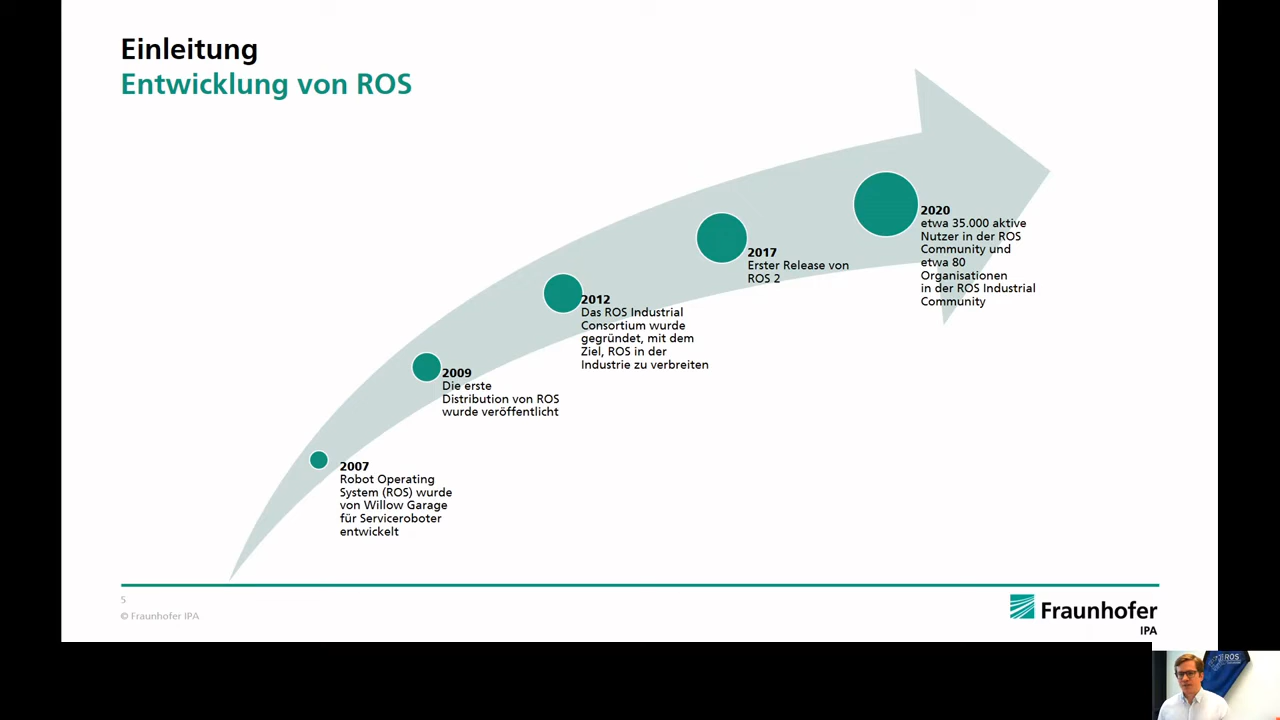 Einleitung
Entwicklung von ROS
2020
etwa 35.000 aktive
Nutzer in der ROS
Community und
etwa 80
Organisationen
in der ROS Industrial
Community
2017
Erster Release von
ROS 2
2012
Das ROS Industrial
Consortium wurde
gegründet, mit dem
Ziel, ROS in der
Industrie zu verbreiten
2009
Die erste
Distribution von ROS
wurde veröffentlicht
2007
Robot Operating
System (ROS) wurde
von Willow Garage
für Serviceroboter
entwickelt
5
© Fraunhofer IPA
Fraunhofer
IPA
ROS